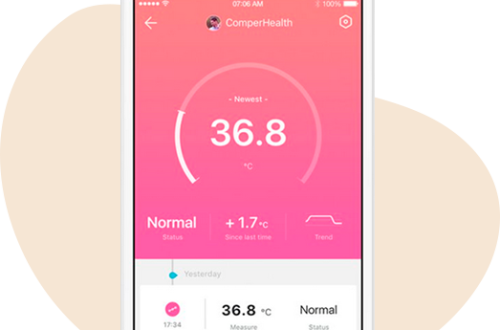 07:06 AM 100%
ComperHealth
- Newest -
36.8
°C
Normal + 1.7 °C
Status Since last time Trend
Yesterday
36.8 °C Normal
17:34 Measure Status